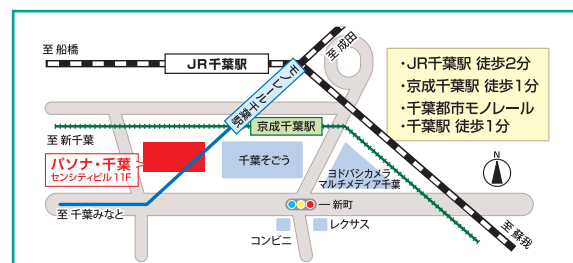 至 船橋
JR千葉駅
至 成田
モノレール千葉駅
・JR千葉駅 徒歩2分
・京成千葉駅 徒歩1分
・千葉都市モノレール
・千葉駅 徒歩1分
京成千葉駅
至 新千葉
パソナ・千葉
センシティビル 11F
千葉そごう
ヨドバシカメラ
マルチメディア千葉
N
至 千葉みなと
新町
コンビニ
レクサス
至 蘇我